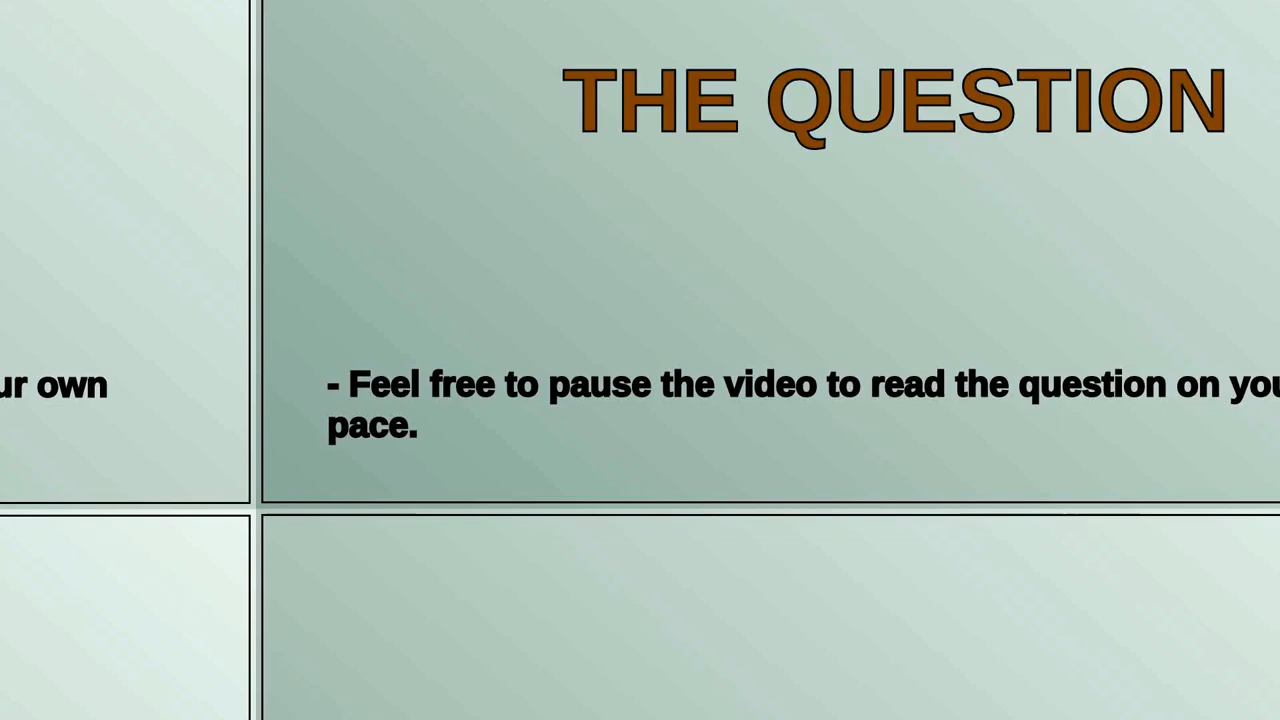 THE QUESTION
ur own
- Feel free to pause the video to read the question on you
pace.